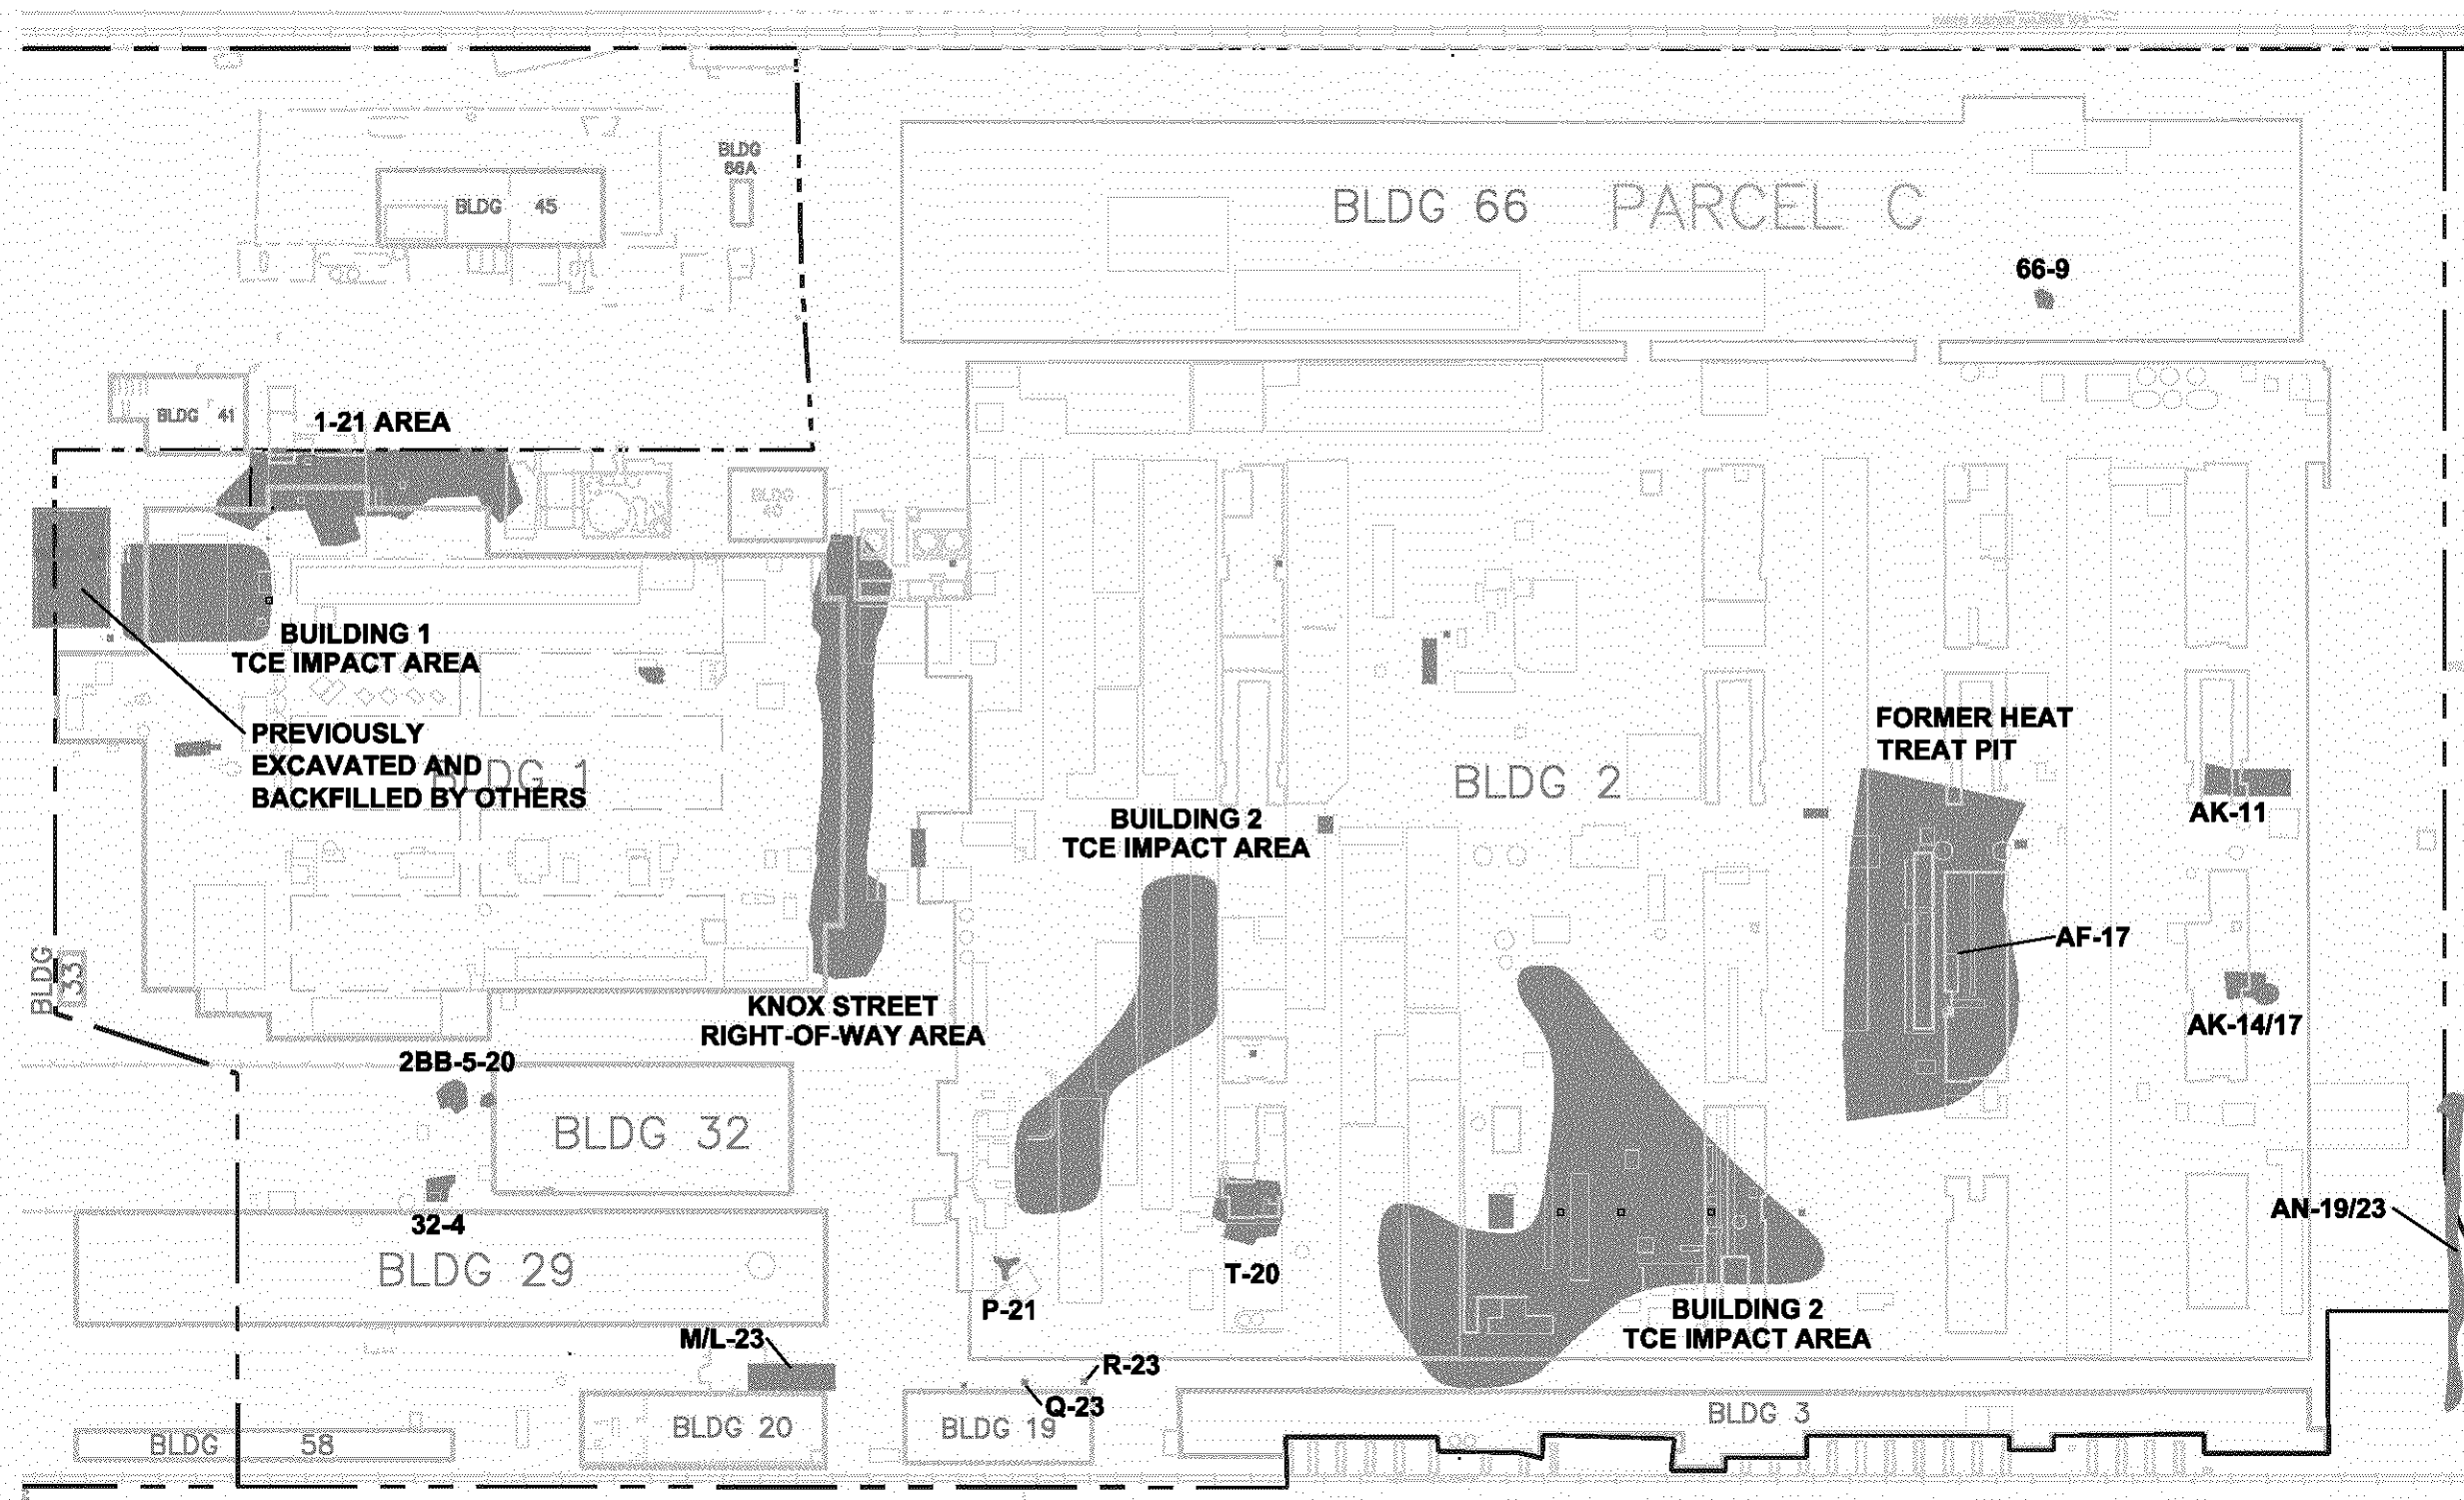 BLDG
66A
BLDG 45
BLDG 66 PARCEL C
66-9
BLDG 41
1-21 AREA
BLDG
40
BUILDING 1
TCE IMPACT AREA
PREVIOUSLY
EXCAVATED AND
BACKFILLED BY OTHERS
BLDG 1
FORMER HEAT
TREAT PIT
BLDG 2
AK-11
BUILDING 2
TCE IMPACT AREA
AF-17
BLDG
33
KNOX STREET
RIGHT-OF-WAY AREA
AK-14/17
2BB-5-20
BLDG 32
32-4
AN-19/23
BLDG 29
T-20
P-21
BUILDING 2
TCE IMPACT AREA
M/L-23
R-23
Q-23
BLDG 20
BLDG 19
BLDG 3
BLDG 58